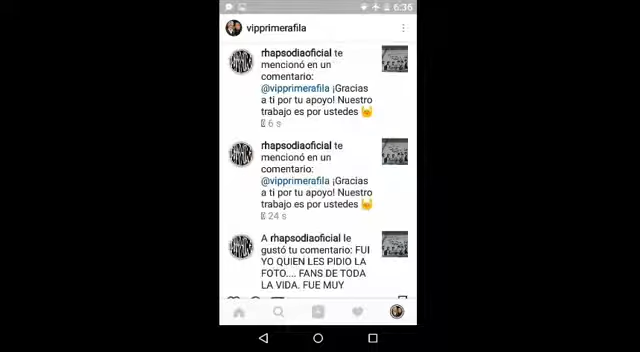 6:36
vipprimerafila
rhapsodiaoficial te
mencionó en un
comentario:
@vipprimerafila ¡Gracias
a ti por tu apoyo! Nuestro
trabajo es por ustedes 🤘
6 s
rhapsodiaoficial te
mencionó en un
comentario:
@vipprimerafila ¡Gracias
a ti por tu apoyo! Nuestro
trabajo es por ustedes 🤘
24 s
A rhapsodiaoficial le
gustó tu comentario: FUI
YO QUIEN LES PIDIO LA
FOTO.... FANS DE TODA
LA VIDA. FUE MUY